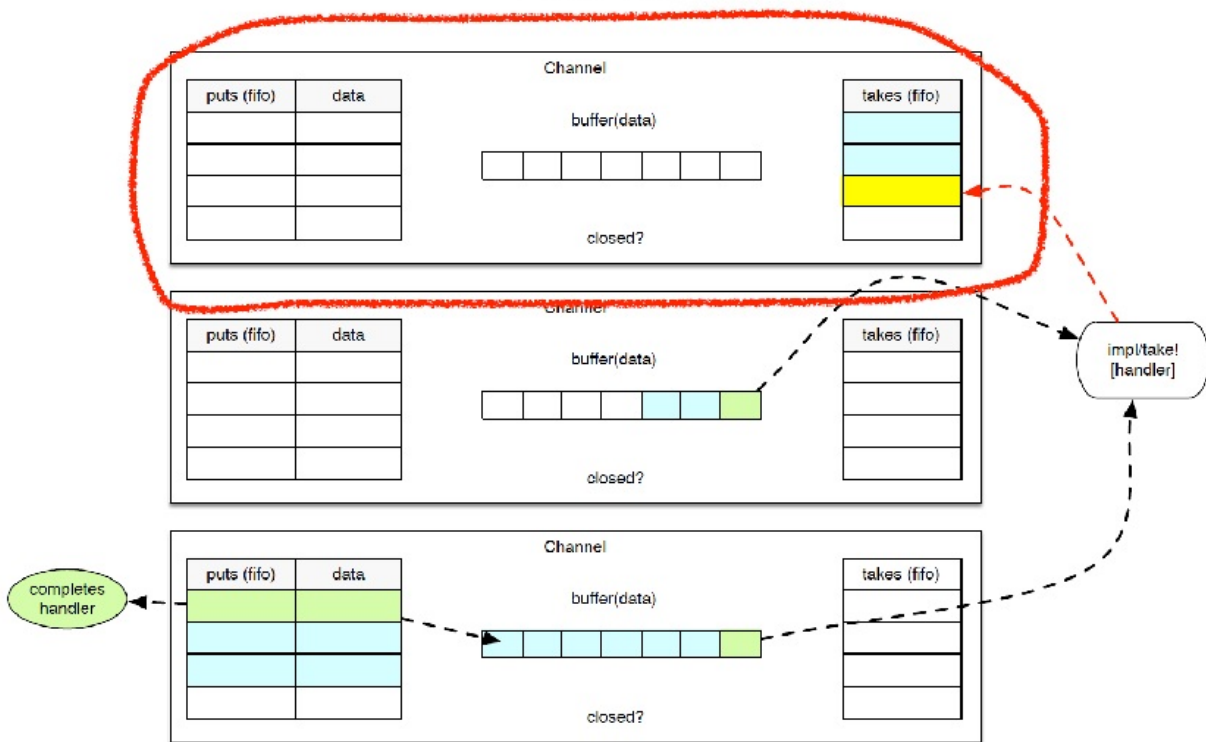 Channel
puts (fifo) data
takes (fifo)
buffer(data)
closed?
Channel
puts (fifo) data
takes (fifo)
buffer(data)
closed?
impl/take!
[handler]
Channel
puts (fifo) data
takes (fifo)
buffer(data)
closed?
completes
handler